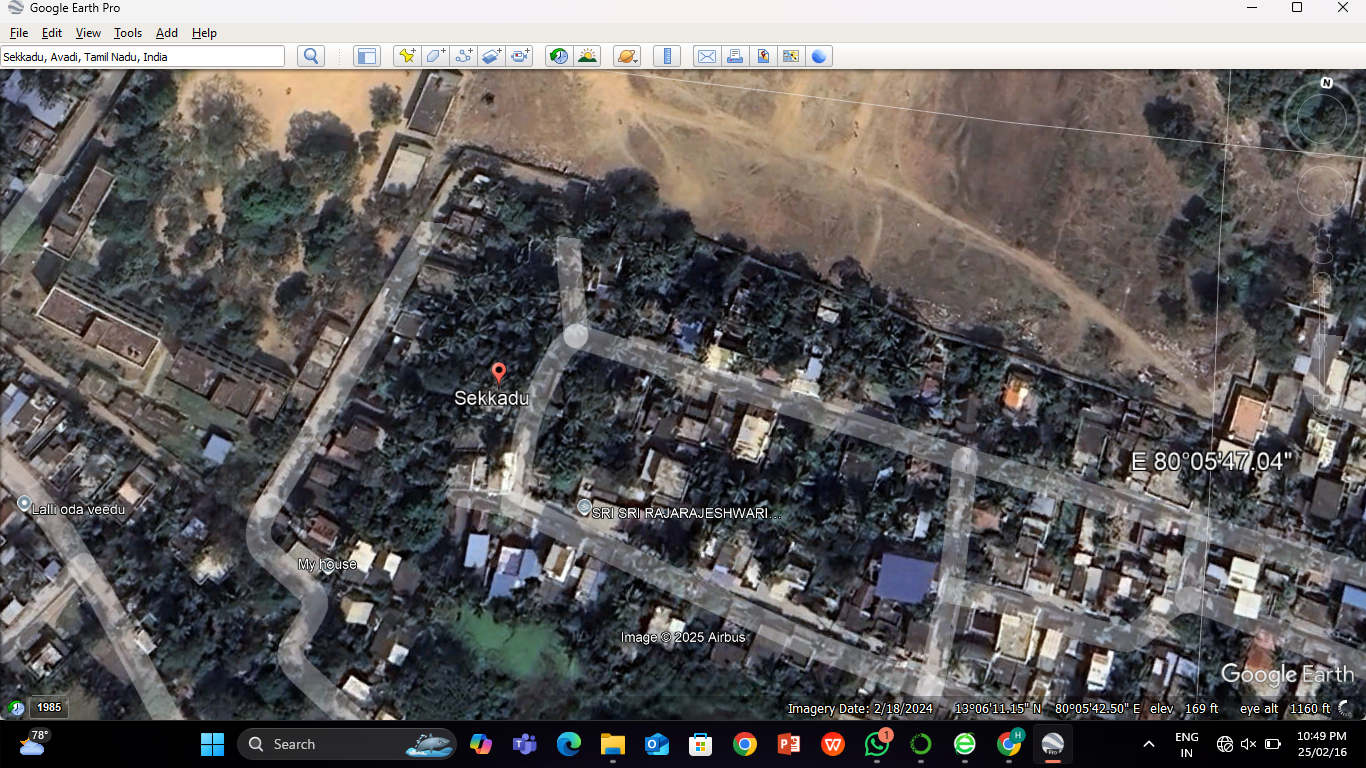 Google Earth Pro
File Edit View Tools Add Help
Sekkadu, Avadi, Tamil Nadu, India
N
Sekkadu
E 80°05'47.04"
Lalli oda veedu
SRI SRI RAJARAJESHWARI...
My house
Image © 2025 Airbus
Google Earth
1985
Imagery Date: 2/18/2024 13°06'11.15" N 80°05'42.50" E elev 169 ft eye alt 1160 ft
78°
Search
1
H
Pro
ENG
IN
10:49 PM
25/02/16